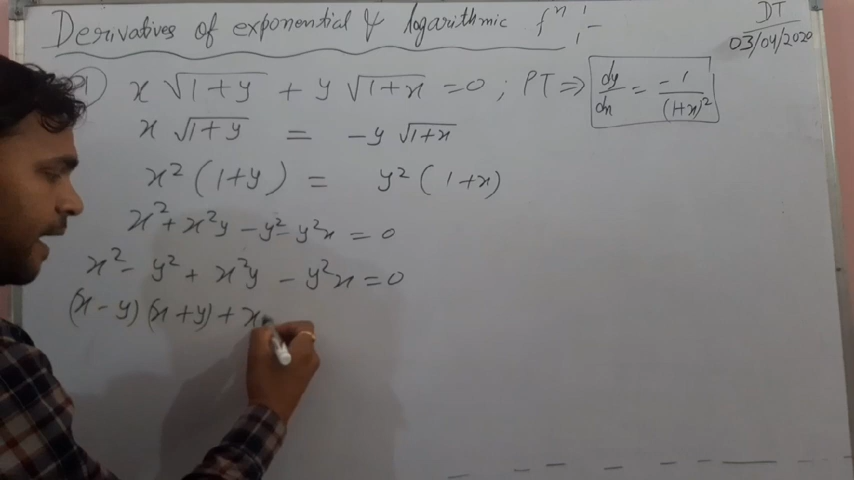 Derivatives of exponential & logarithmic fⁿ :-
DT
03/04/2020
Q1) x √(1+y) + y √(1+x) = 0 ; PT ⇒ dy/dx = -1/(1+x)²
x √(1+y) = -y √(1+x)
x² (1+y) = y² (1+x)
x² + x²y - y² - y²x = 0
x² - y² + x²y - y²x = 0
(x - y) (x + y) + x